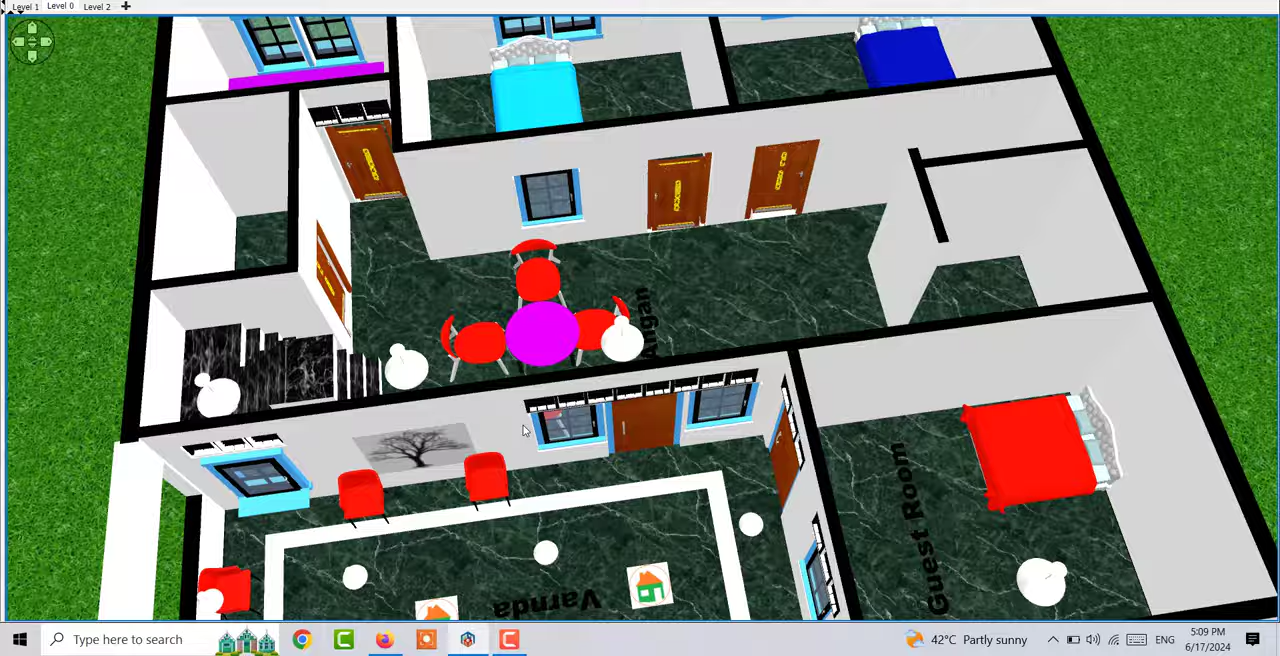 Level 1 Level 0 Level 2
Angan
Guest Room
Varnda
Type here to search
42°C Partly sunny
ENG
5:09 PM
6/17/2024